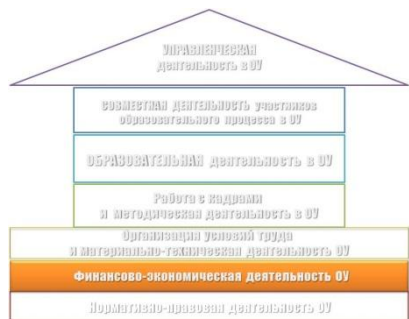 УПРАВЛЕНЧЕСКАЯ
деятельность в ОУ
СОВМЕСТНАЯ ДЕЯТЕЛЬНОСТЬ участников
образовательного процесса в ОУ
ОБРАЗОВАТЕЛЬНАЯ деятельность в ОУ
Работа с кадрами
и методическая деятельность в ОУ
Организация условий труда
и материально-техническая деятельность ОУ
Финансово-экономическая деятельность ОУ
Нормативно-правовая деятельность ОУ